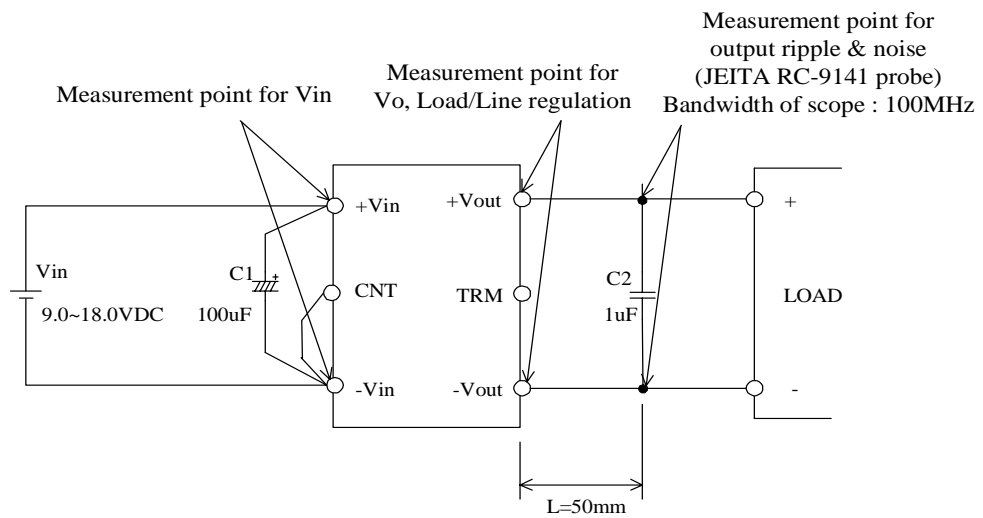 Measurement point for
output ripple & noise
(JEITA RC-9141 probe)
Bandwidth of scope : 100MHz
Measurement point for
Vo, Load/Line regulation
Measurement point for Vin
+Vin
+Vout
+
Vin
9.0~18.0VDC
C1
+
100uF
CNT
TRM
C2
1uF
LOAD
-Vin
-Vout
-
L=50mm